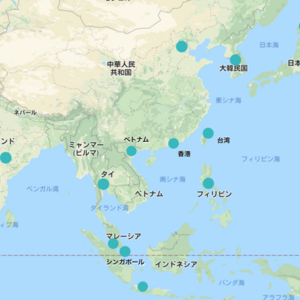 日本海
中華人民
共和国
大韓民国
東シナ海
ネパール
ンド
ミャンマー
(ビルマ)
ベトナム
香港
台湾
フィリピン海
ベンガル湾
タイ
南シナ海
ベトナム
フィリピン
タイランド湾
マレーシア
シンガポール
インドネシア
バンダ海
アラフラ海